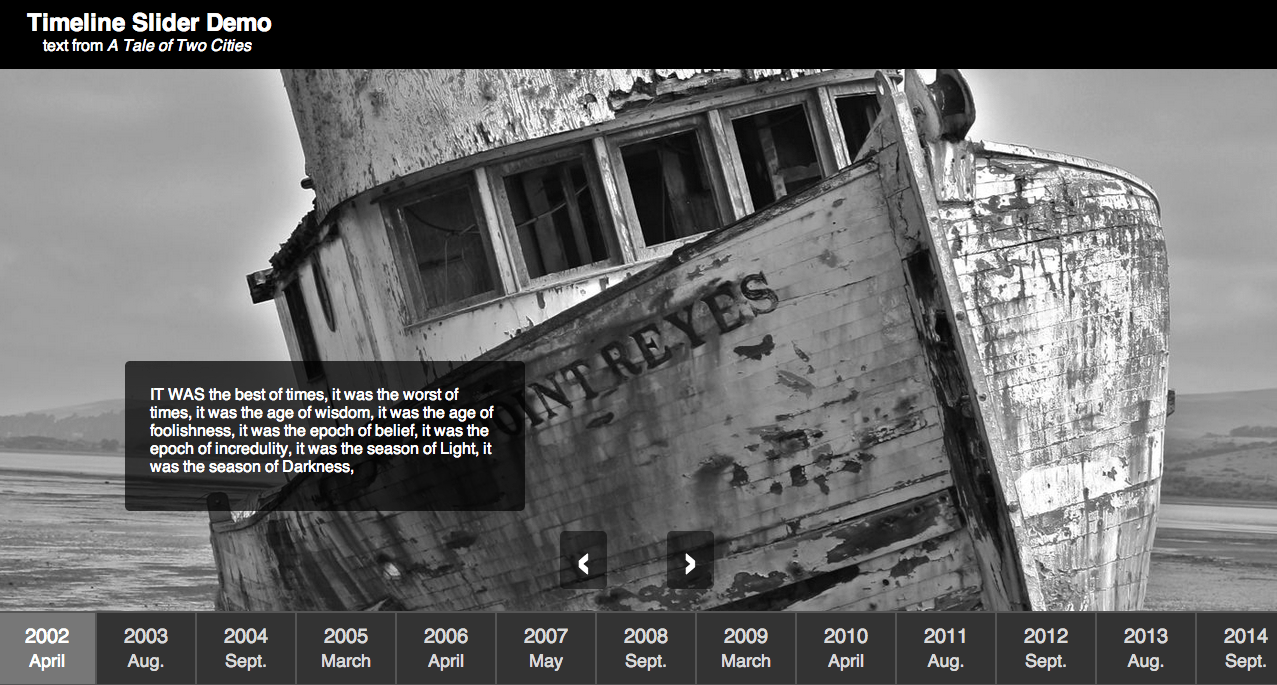 Timeline Slider Demo
text from A Tale of Two Cities
OINT REYES
IT WAS the best of times, it was the worst of
times, it was the age of wisdom, it was the age of
foolishness, it was the epoch of belief, it was the
epoch of incredulity, it was the season of Light, it
was the season of Darkness,
‹ ›
2002 2003 2004 2005 2006 2007 2008 2009 2010 2011 2012 2013 2014
April Aug. Sept. March April May Sept. March April Aug. Sept. Aug. Sept.